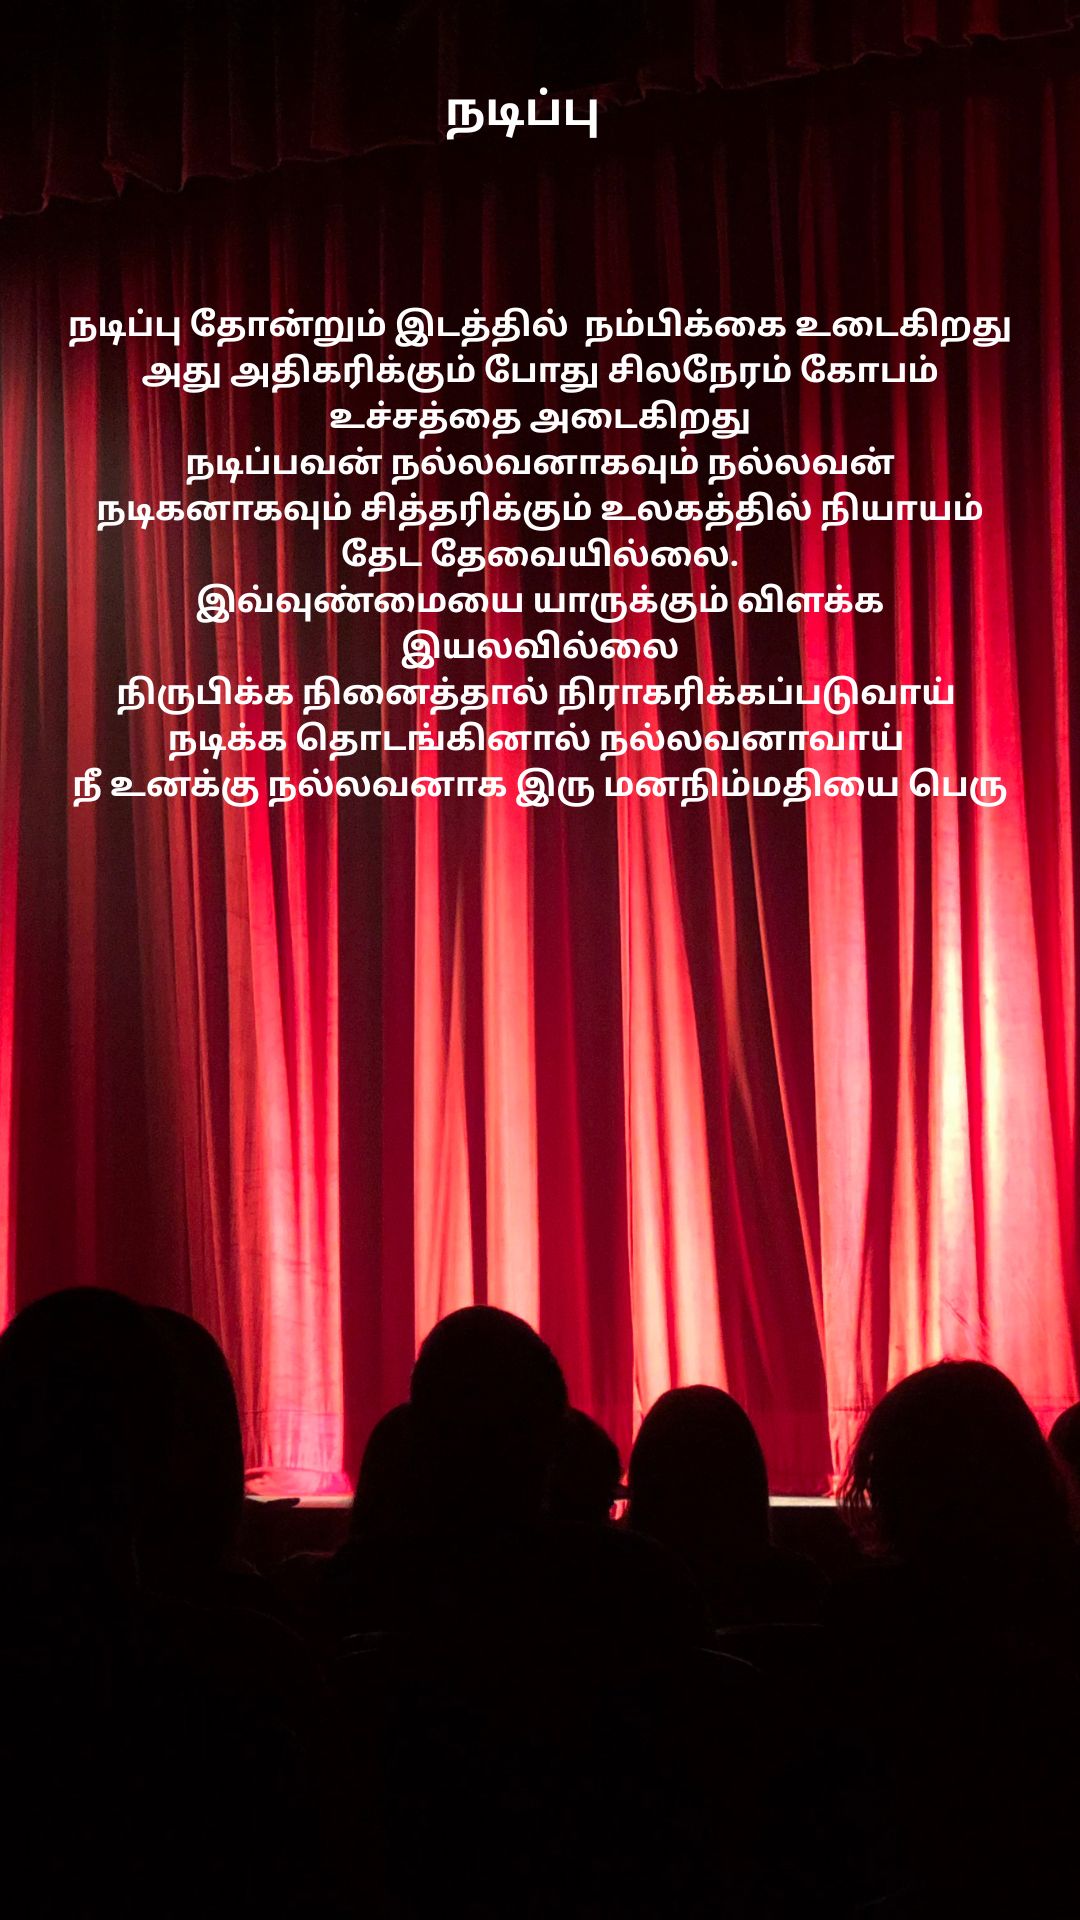 நடிப்பு
நடிப்பு தோன்றும் இடத்தில்  நம்பிக்கை உடைகிறது
அது அதிகரிக்கும் போது சிலநேரம் கோபம்
உச்சத்தை அடைகிறது
நடிப்பவன் நல்லவனாகவும் நல்லவன்
நடிகனாகவும் சித்தரிக்கும் உலகத்தில் நியாயம்
தேட தேவையில்லை.
இவ்வுண்மையை யாருக்கும் விளக்க
இயலவில்லை
நிருபிக்க நினைத்தால் நிராகரிக்கப்படுவாய்
நடிக்க தொடங்கினால் நல்லவனாவாய்
நீ உனக்கு நல்லவனாக இரு மனநிம்மதியை பெரு